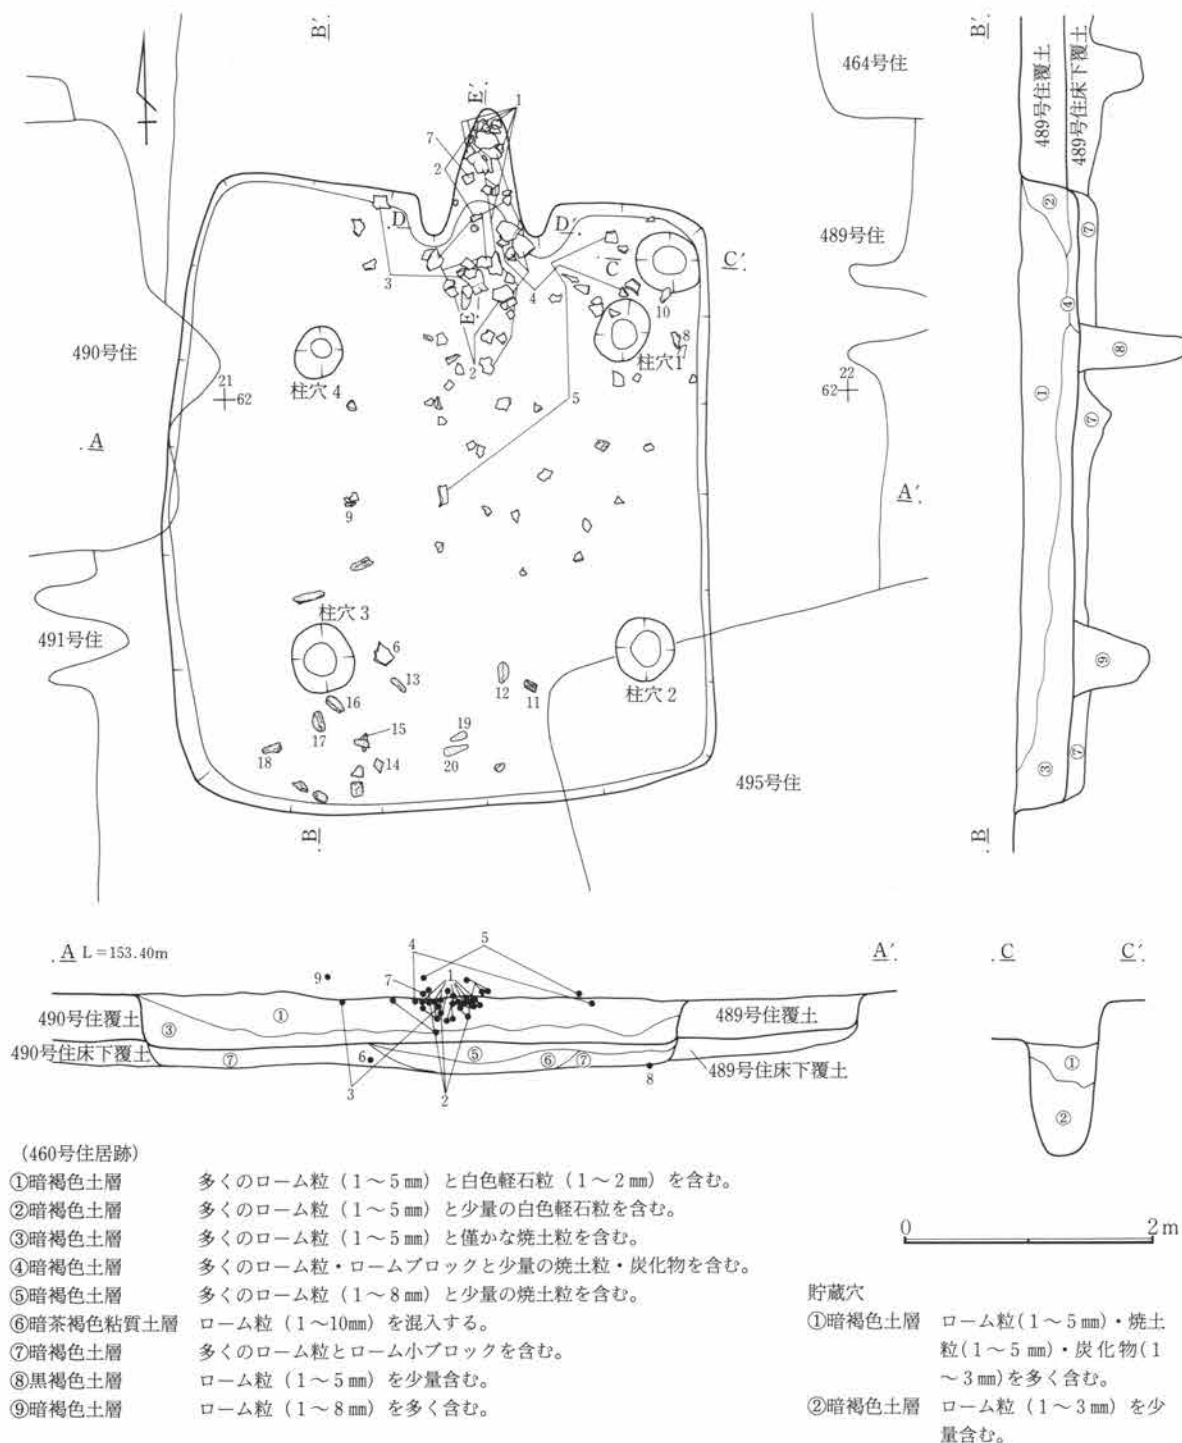 B′
B′
464号住
489号住覆土
489号住床下覆土
E′
1
7
2
②
D
D′
C
C′
489号住
⑦
3
4
10
④
E
8
7
490号住
柱穴4
柱穴1
22
62
⑧
21
62
2
5
①
⑦
A
A′
9
柱穴3
491号住
6
13
12
11
柱穴2
⑨
16
17
15
19
18
14
20
③
⑦
495号住
B
B
A L=153.40m
A′
C
C′
4
5
9
7
1
490号住覆土
③
①
489号住覆土
490号住床下覆土
⑦
6
⑤
⑥
⑦
8
489号住床下覆土
3
2
①
②
(460号住居跡)
①暗褐色土層 多くのローム粒(1~5㎜)と白色軽石粒(1~2㎜)を含む。
②暗褐色土層 多くのローム粒(1~5㎜)と少量の白色軽石粒を含む。
③暗褐色土層 多くのローム粒(1~5㎜)と僅かな焼土粒を含む。
④暗褐色土層 多くのローム粒・ロームブロックと少量の焼土粒・炭化物を含む。
⑤暗褐色土層 多くのローム粒(1~8㎜)と少量の焼土粒を含む。
⑥暗茶褐色粘質土層 ローム粒(1~10㎜)を混入する。
⑦暗褐色土層 多くのローム粒とローム小ブロックを含む。
⑧黒褐色土層 ローム粒(1~5㎜)を少量含む。
⑨暗褐色土層 ローム粒(1~8㎜)を多く含む。
0 2m
貯蔵穴
①暗褐色土層 ローム粒(1~5㎜)・焼土
粒(1~5㎜)・炭化物(1
~3㎜)を多く含む。
②暗褐色土層 ローム粒(1~3㎜)を少
量含む。